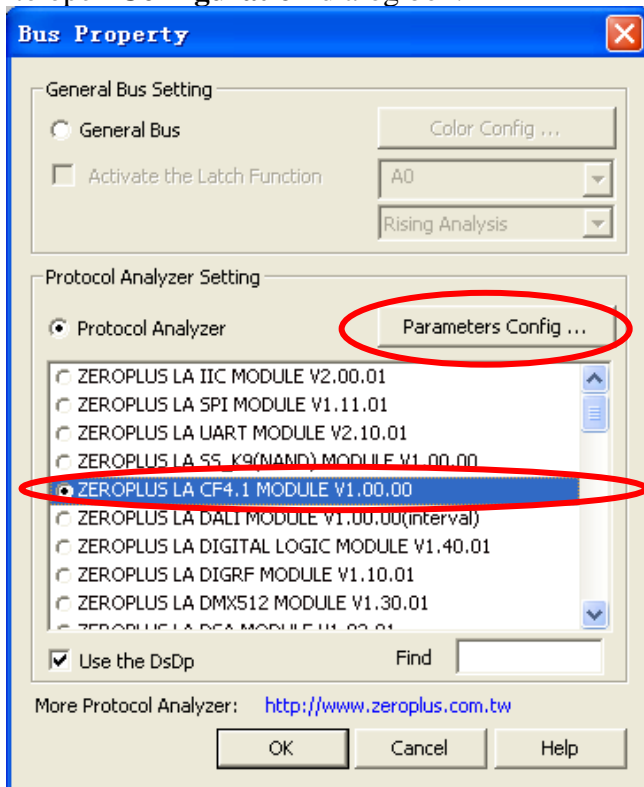 Bus Property
General Bus Setting
General Bus
Color Config ...
Activate the Latch Function
A0
Rising Analysis
Protocol Analyzer Setting
Protocol Analyzer
Parameters Config ...
ZEROPLUS LA IIC MODULE V2.00.01
ZEROPLUS LA SPI MODULE V1.11.01
ZEROPLUS LA UART MODULE V2.10.01
ZEROPLUS LA SS_K9(NAND) MODULE V1.00.00
ZEROPLUS LA CF4.1 MODULE V1.00.00
ZEROPLUS LA DALI MODULE V1.00.00(interval)
ZEROPLUS LA DIGITAL LOGIC MODULE V1.40.01
ZEROPLUS LA DIGRF MODULE V1.10.01
ZEROPLUS LA DMX512 MODULE V1.30.01
Use the DsDp
Find
More Protocol Analyzer: http://www.zeroplus.com.tw
OK Cancel Help